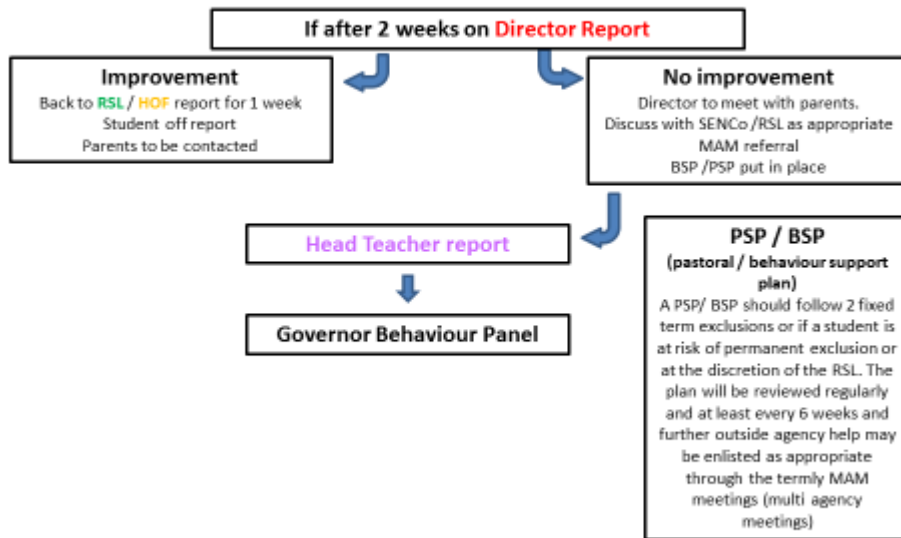 If after 2 weeks on Director Report
Improvement
Back to RSL / HOF report for 1 week
Student off report
Parents to be contacted
No improvement
Director to meet with parents.
Discuss with SENCo /RSL as appropriate
MAM referral
BSP /PSP put in place
Head Teacher report
Governor Behaviour Panel
PSP / BSP
(pastoral / behaviour support
plan)
A PSP/ BSP should follow 2 fixed
term exclusions or if a student is
at risk of permanent exclusion or
at the discretion of the RSL. The
plan will be reviewed regularly
and at least every 6 weeks and
further outside agency help may
be enlisted as appropriate
through the termly MAM
meetings (multi agency
meetings)